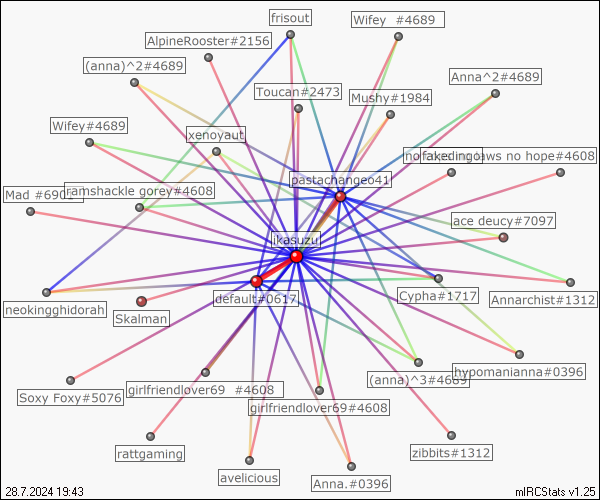 frisout
Wifey #4689
AlpineRooster#2156
(anna)^2#4689
Anna^2#4689
Toucan#2473
Mushy#1984
Wifey#4689
xenoyaut
no laws no hope#4608
pastachangeo41
Mad
ramshackle gorey#4608
ace deucy#7097
ikasuzu
neokingghidorah
Skalman
default#0617
Cypha#1717
Annarchist#1312
hypomanianna#0396
(anna)^3#4689
Soxy Foxy#5076
girlfriendlover69 #4608
girlfriendlover69#4608
rattgaming
zibbits#1312
avelicious
Anna.#0396
28.7.2024 19:43
mIRCStats v1.25